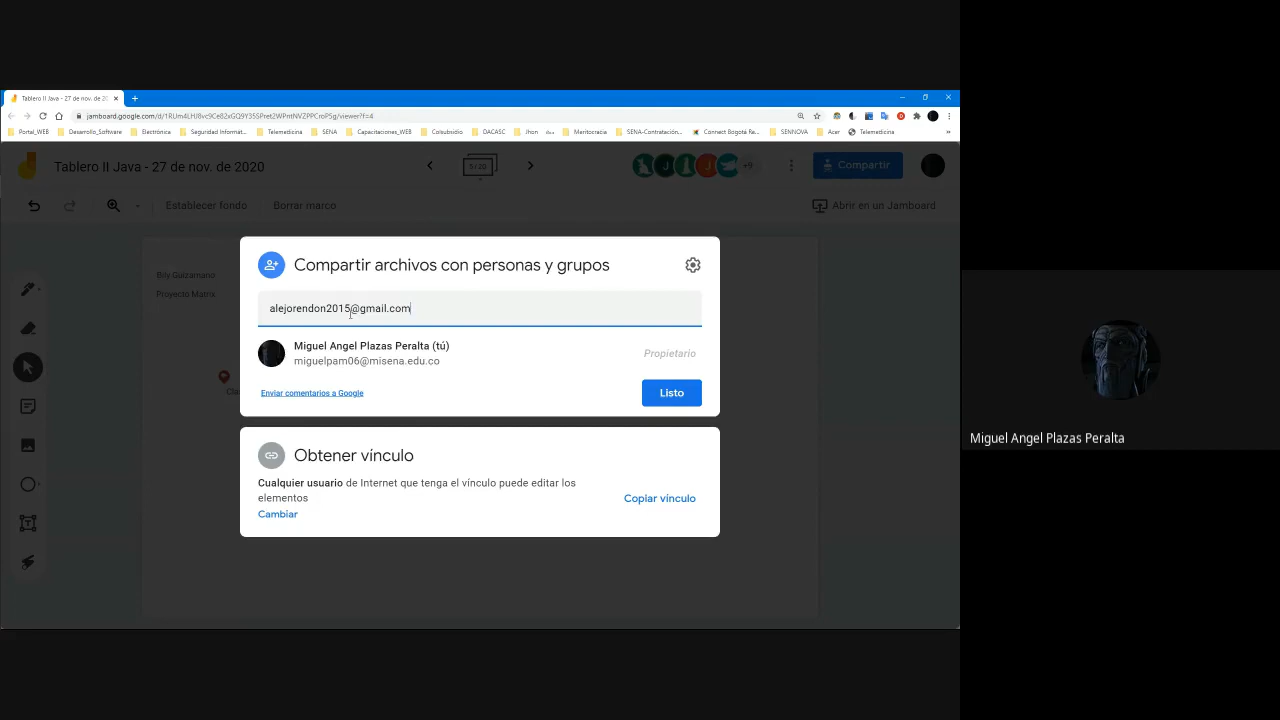 Tablero II Java - 27 de nov. de 20
jamboard.google.com/d/1RUm4LHJ8vc9Ce82xGQ9Y35SPret2WPntNVZPPCroPSg/viewer?f=4
Portal_WEB
Desarrollo_Software
Electrónica
Seguridad Informat...
Telemedicina
SENA
Capacitaciones_WEB
Colsubsidio
DACASC
Jhon
Meritocracia
SENA-Contratación...
Connect Bogotá Re...
SENNOVA
Acer
Telemedicina
»
Tablero II Java - 27 de nov. de 2020
5/20
J
J
+9
Compartir
Establecer fondo
Borrar marco
Abrir en un Jamboard
Proyecto Matrix
Compartir archivos con personas y grupos
alejorendon2015@gmail.com
Miguel Angel Plazas Peralta (tú)
miguelpam06@misena.edu.co
Propietario
Enviar comentarios a Google
Listo
Obtener vínculo
Cualquier usuario de Internet que tenga el vínculo puede editar los
elementos
Copiar vínculo
Cambiar
Miguel Angel Plazas Peralta